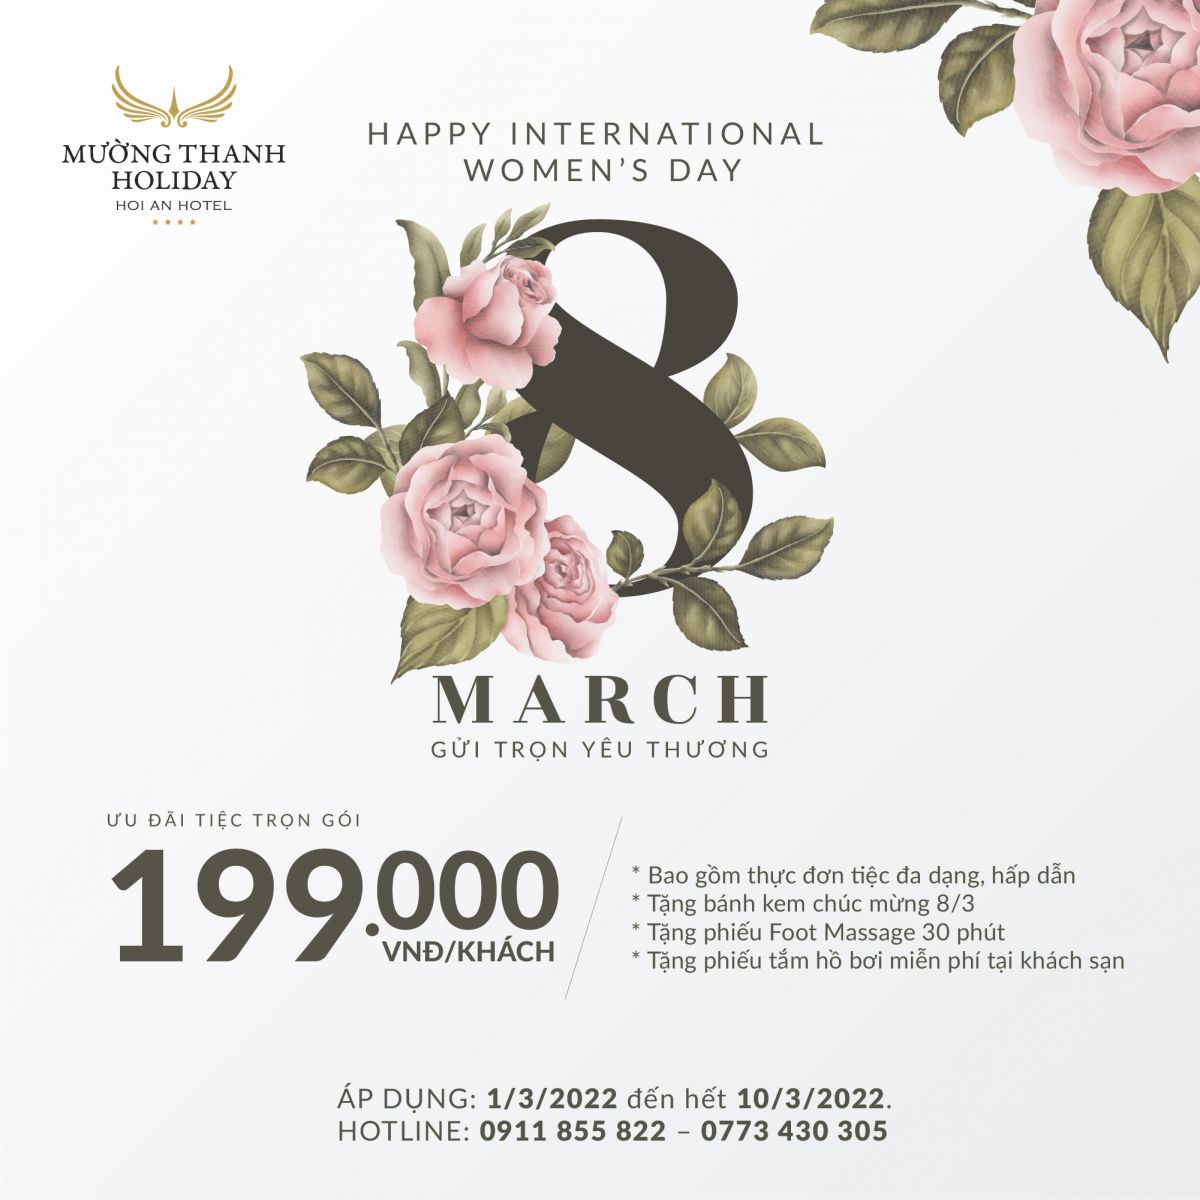 MƯỜNG THANH
HOLIDAY
HOI AN HOTEL
HAPPY INTERNATIONAL
WOMEN'S DAY
8
MARCH
GỬI TRỌN YÊU THƯƠNG
ƯU ĐÃI TIỆC TRỌN GÓI
199.000
VNĐ/KHÁCH
* Bao gồm thực đơn tiệc đa dạng, hấp dẫn
* Tặng bánh kem chúc mừng 8/3
* Tặng phiếu Foot Massage 30 phút
* Tặng phiếu tắm hồ bơi miễn phí tại khách sạn
ÁP DỤNG: 1/3/2022 đến hết 10/3/2022.
HOTLINE: 0911 855 822 – 0773 430 305